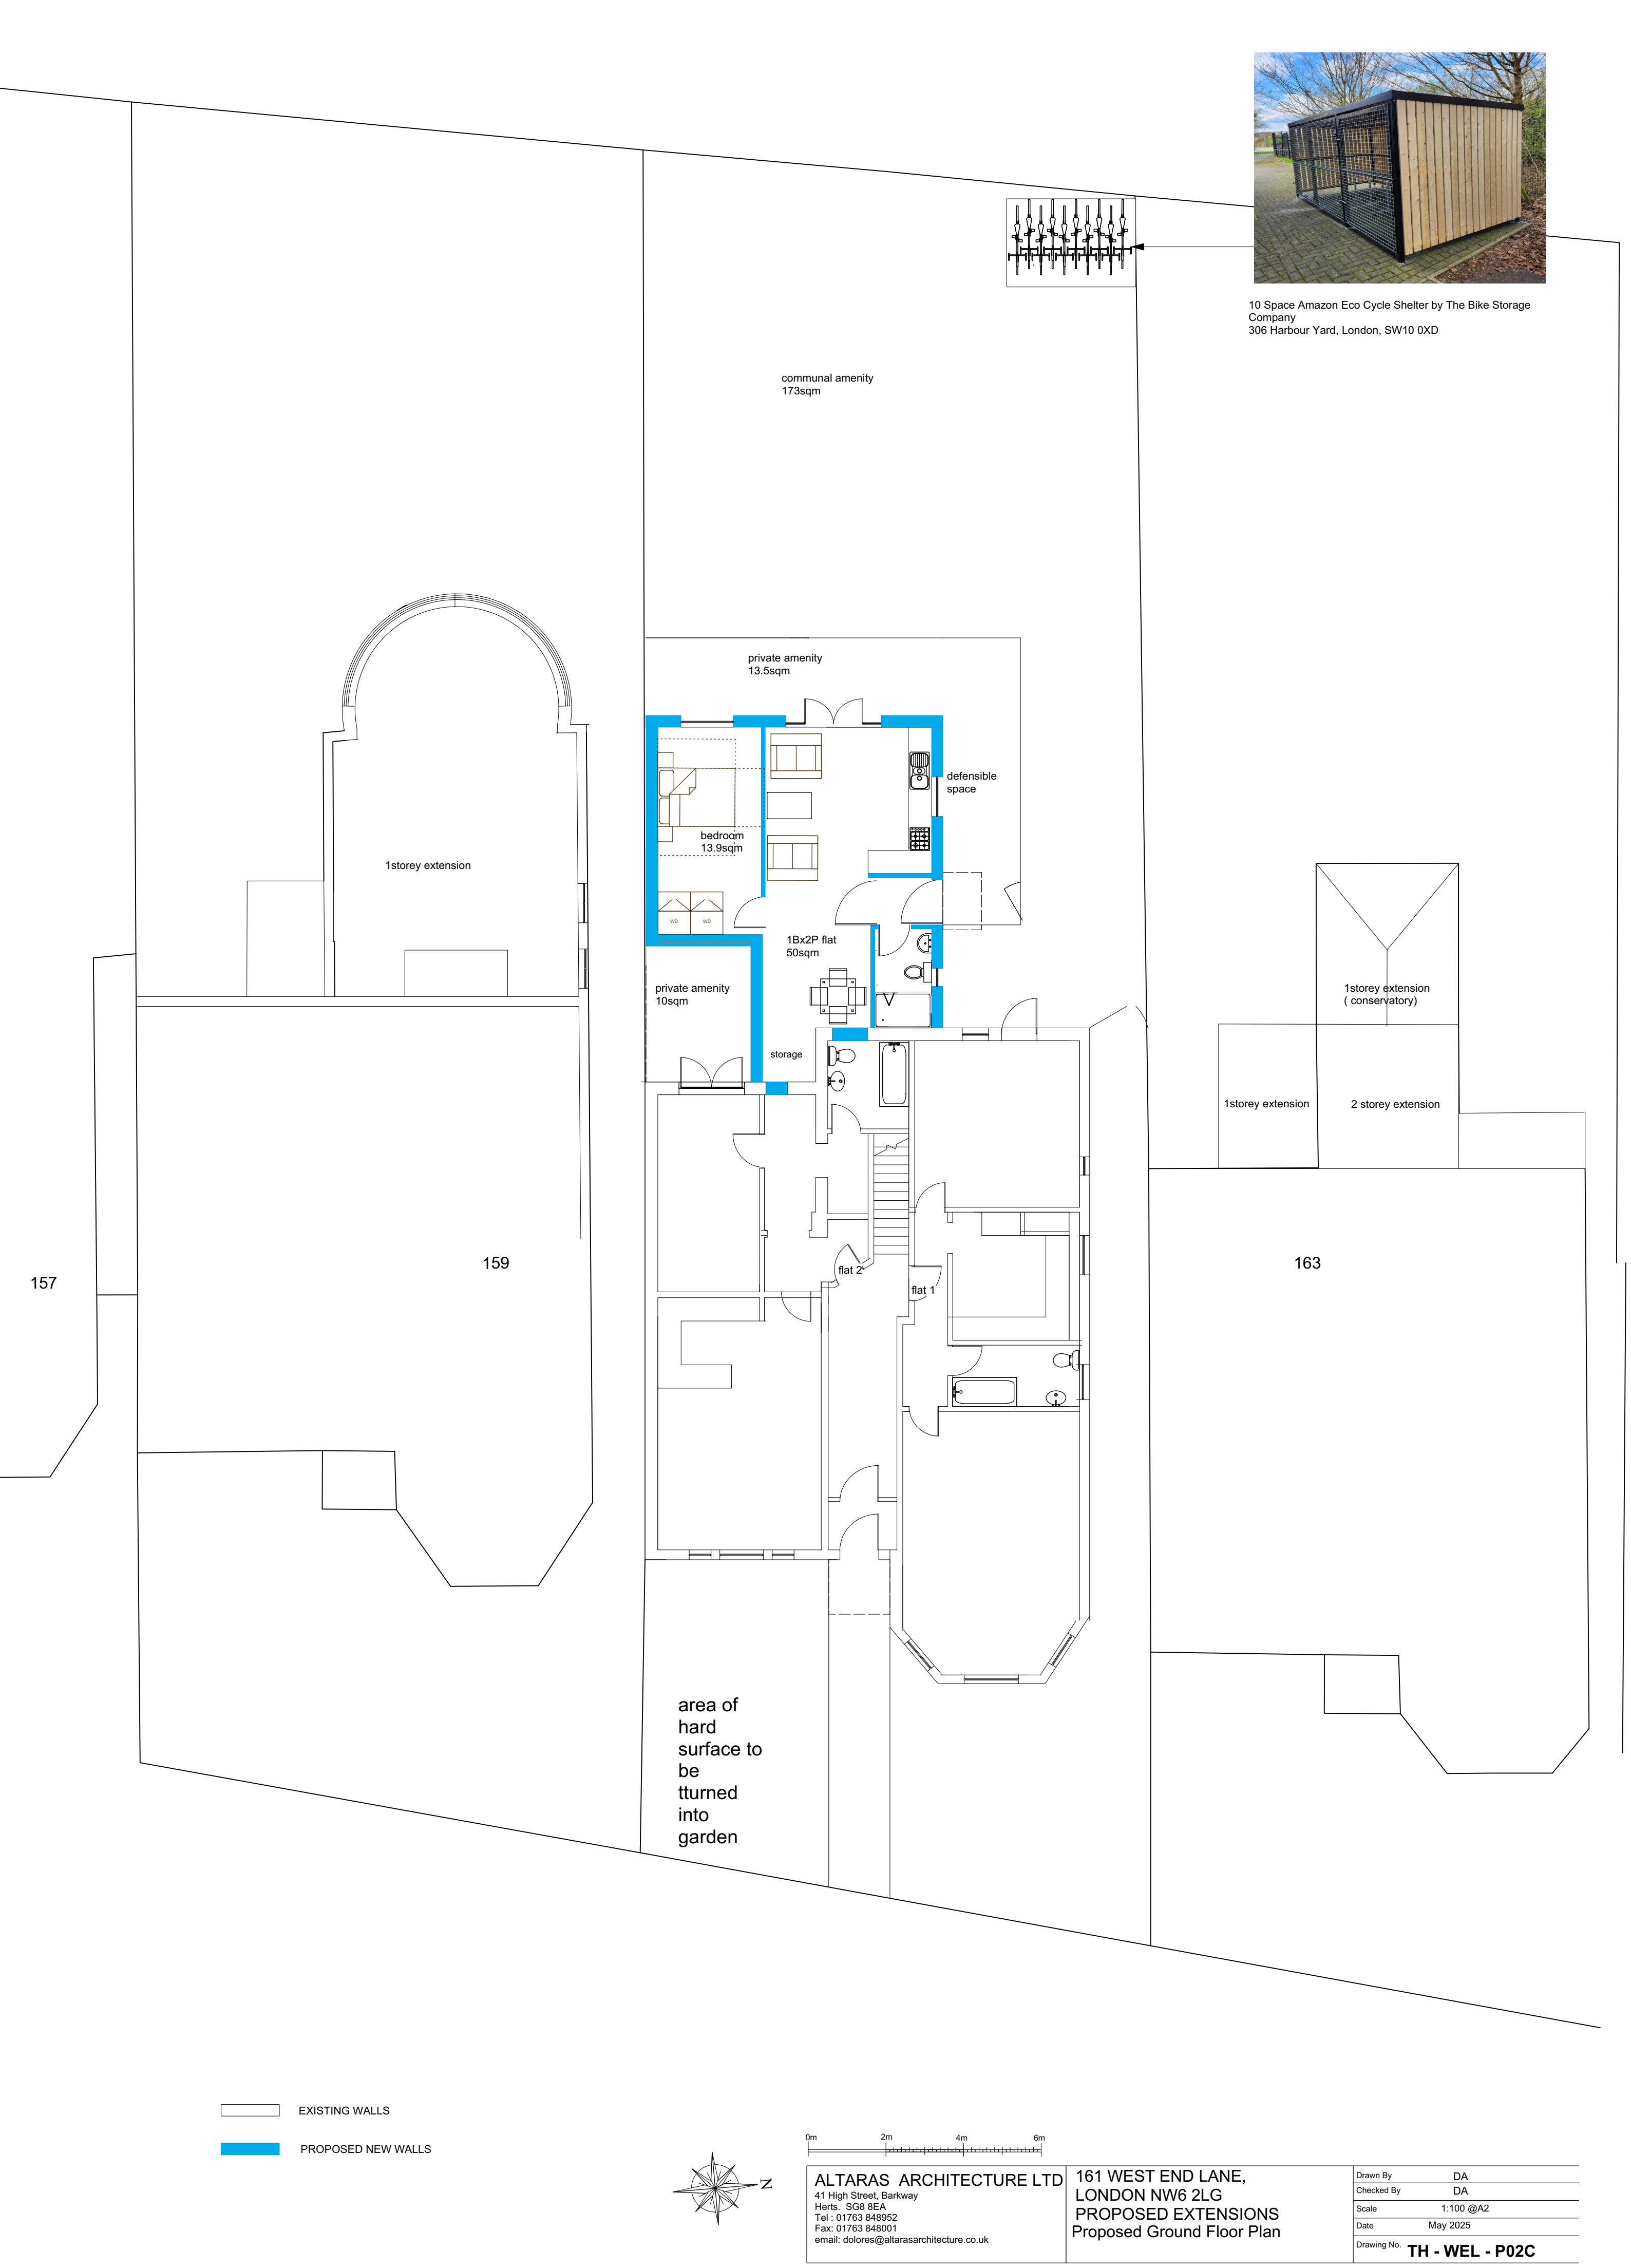 10 Space Amazon Eco Cycle Shelter by The Bike Storage
Company
306 Harbour Yard, London, SW10 0XD
communal amenity
173sqm
private amenity
13.5sqm
defensible
space
bedroom
13.9sqm
WD
WD
1Bx2P flat
50sqm
private amenity
10sqm
storage
1storey extension
1storey extension
( conservatory)
1storey extension
2 storey extension
157
159
163
flat 2
flat 1
area of
hard
surface to
be
tturned
into
garden
EXISTING WALLS
PROPOSED NEW WALLS
N
0m
2m
4m
6m
ALTARAS ARCHITECTURE LTD
41 High Street, Barkway
Herts. SG8 8EA
Tel : 01763 848952
Fax: 01763 848001
email: dolores@altarasarchitecture.co.uk
161 WEST END LANE,
LONDON NW6 2LG
PROPOSED EXTENSIONS
Proposed Ground Floor Plan
Drawn By DA
Checked By DA
Scale 1:100 @A2
Date May 2025
Drawing No. TH - WEL - P02C